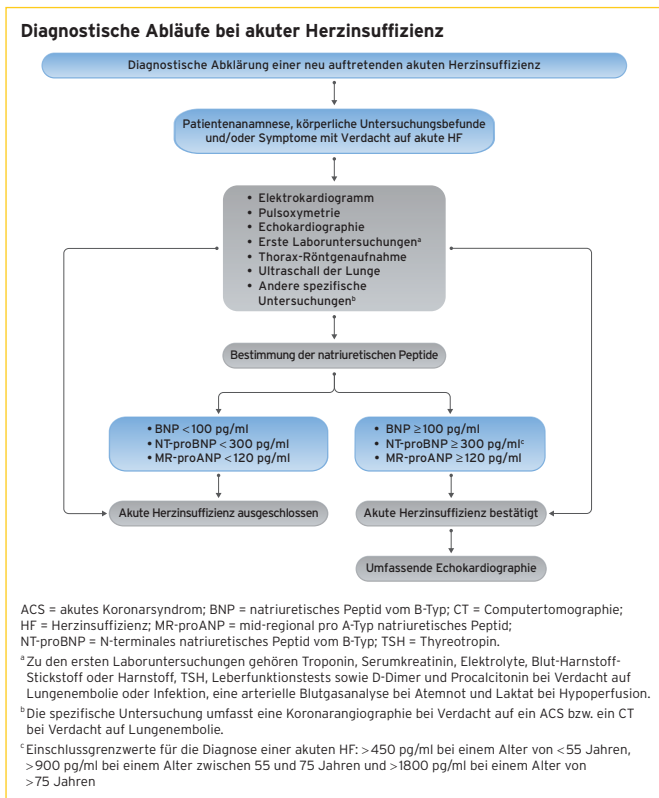 Diagnostische Abläufe bei akuter Herzinsuffizienz
Diagnostische Abklärung einer neu auftretenden akuten Herzinsuffizienz
Patientenanamnese, körperliche Untersuchungsbefunde
und/oder Symptome mit Verdacht auf akute HF
• Elektrokardiogramm
• Pulsoxymetrie
• Echokardiographie
• Erste Laboruntersuchungenᵃ
• Thorax-Röntgenaufnahme
• Ultraschall der Lunge
• Andere spezifische
Untersuchungenᵇ
Bestimmung der natriuretischen Peptide
• BNP <100 pg/ml
• NT-proBNP <300 pg/ml
• MR-proANP <120 pg/ml
• BNP ≥100 pg/ml
• NT-proBNP ≥300 pg/mlᶜ
• MR-proANP ≥120 pg/ml
Akute Herzinsuffizienz ausgeschlossen
Akute Herzinsuffizienz bestätigt
Umfassende Echokardiographie
ACS = akutes Koronarsyndrom; BNP = natriuretisches Peptid vom B-Typ; CT = Computertomographie;
HF = Herzinsuffizienz; MR-proANP = mid-regional pro A-Typ natriuretisches Peptid;
NT-proBNP = N-terminales natriuretisches Peptid vom B-Typ; TSH = Thyreotropin.
ᵃ Zu den ersten Laboruntersuchungen gehören Troponin, Serumkreatinin, Elektrolyte, Blut-Harnstoff-
Stickstoff oder Harnstoff, TSH, Leberfunktionstests sowie D-Dimer und Procalcitonin bei Verdacht auf
Lungenembolie oder Infektion, eine arterielle Blutgasanalyse bei Atemnot und Laktat bei Hypoperfusion.
ᵇ Die spezifische Untersuchung umfasst eine Koronarangiographie bei Verdacht auf ein ACS bzw. ein CT
bei Verdacht auf Lungenembolie.
ᶜ Einschlussgrenzwerte für die Diagnose einer akuten HF: >450 pg/ml bei einem Alter von <55 Jahren,
>900 pg/ml bei einem Alter zwischen 55 und 75 Jahren und >1800 pg/ml bei einem Alter von
>75 Jahren